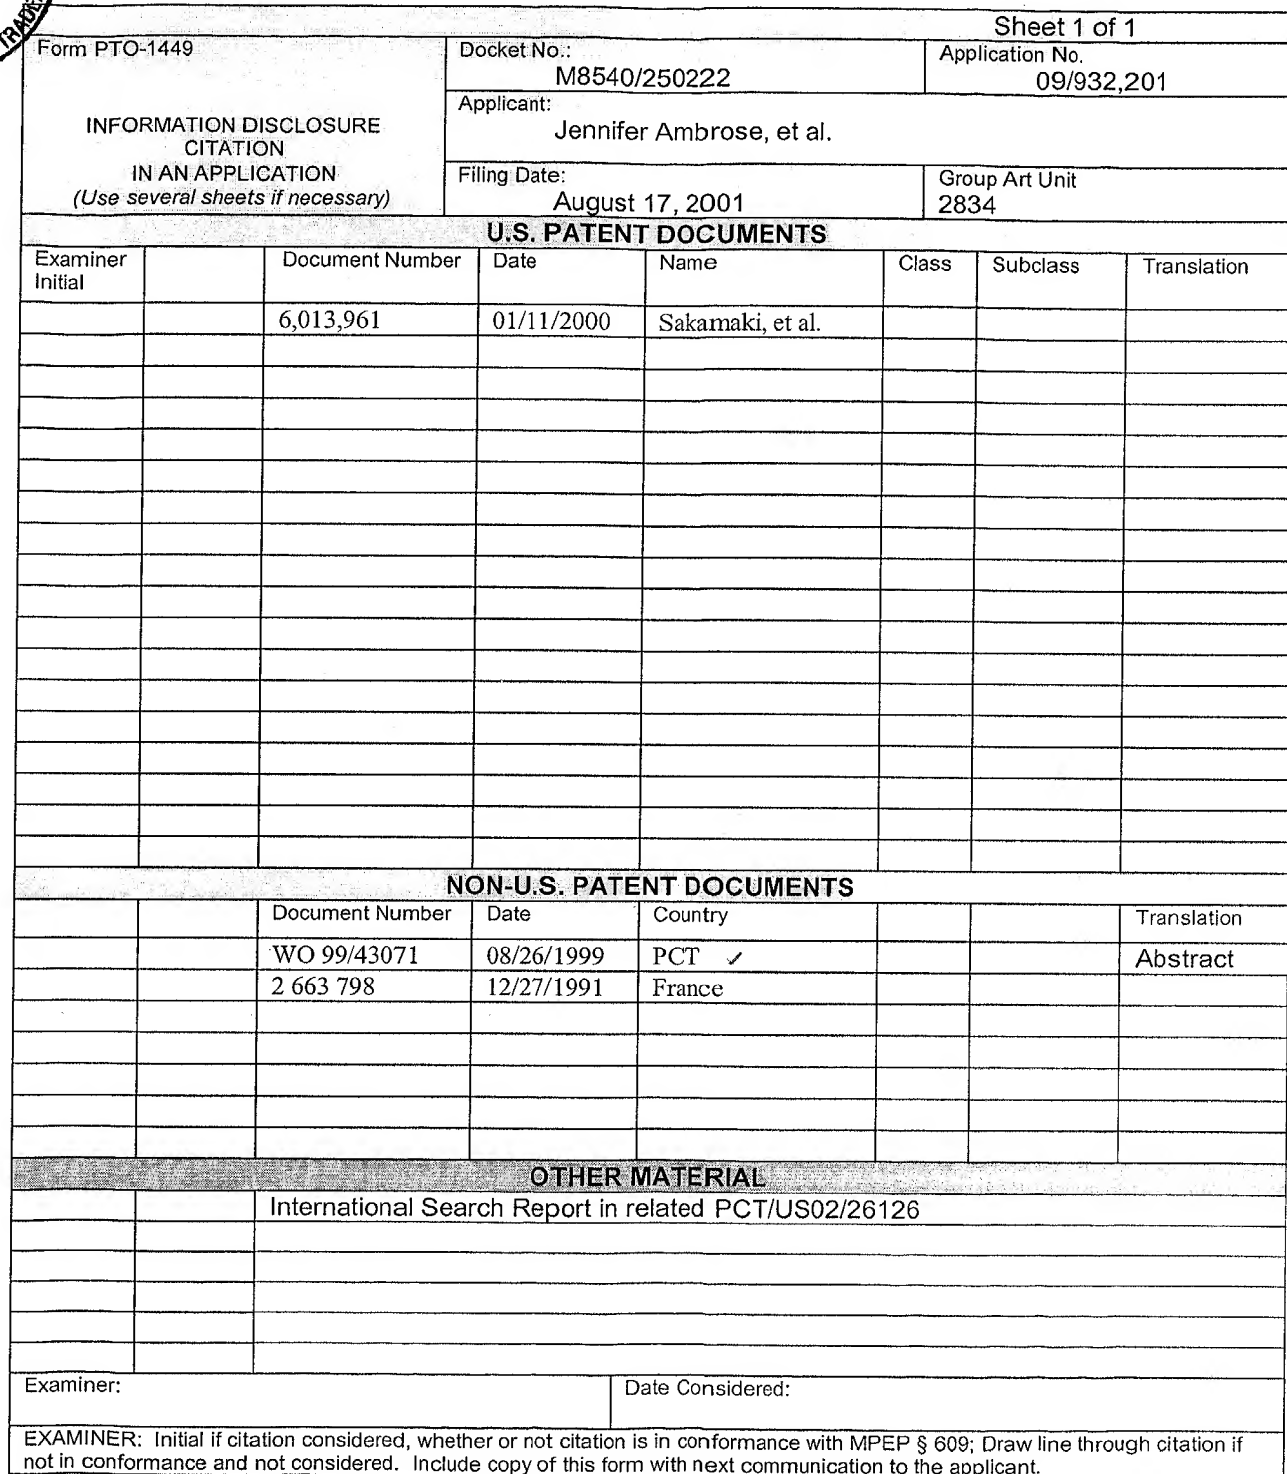 TRADE
Sheet 1 of 1
Form PTO-1449
Docket No.:
M8540/250222
Application No.
09/932,201
INFORMATION DISCLOSURE
CITATION
IN AN APPLICATION
(Use several sheets if necessary)
Applicant:
Jennifer Ambrose, et al.
Filing Date:
August 17, 2001
Group Art Unit
2834
U.S. PATENT DOCUMENTS
Examiner Initial Document Number Date Name Class Subclass Translation
6,013,961 01/11/2000 Sakamaki, et al.
NON-U.S. PATENT DOCUMENTS
Document Number Date Country Translation
WO 99/43071 08/26/1999 PCT ✓ Abstract
2 663 798 12/27/1991 France
OTHER MATERIAL
International Search Report in related PCT/US02/26126
Examiner: Date Considered:
EXAMINER: Initial if citation considered, whether or not citation is in conformance with MPEP § 609; Draw line through citation if
not in conformance and not considered. Include copy of this form with next communication to the applicant.